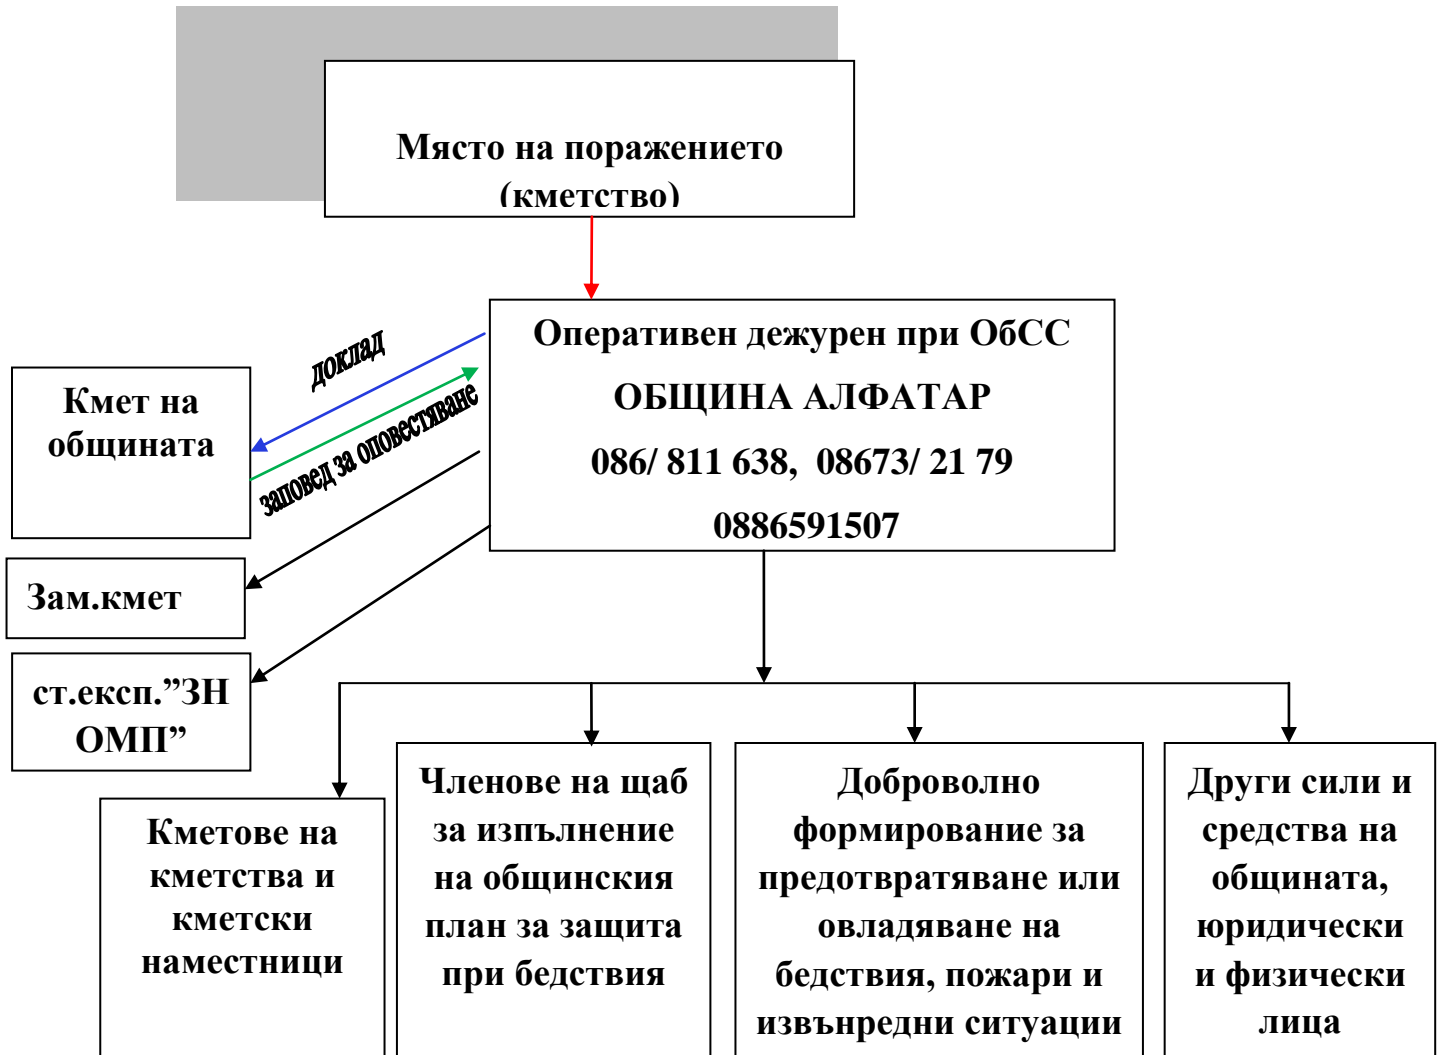 Място на поражението
(кметство)
Оперативен дежурен при ОбСС
ОБЩИНА АЛФАТАР
086/ 811 638,  08673/ 21 79
0886591507
доклад
заповед за оповестяване
Кмет на
общината
Зам.кмет
ст.експ.”ЗН
ОМП”
Кметове на
кметства и
кметски
наместници
Членове на щаб
за изпълнение
на общинския
план за защита
при бедствия
Доброволно
формирование за
предотвратяване или
овладяване на
бедствия, пожари и
извънредни ситуации
Други сили и
средства на
общината,
юридически
и физически
лица